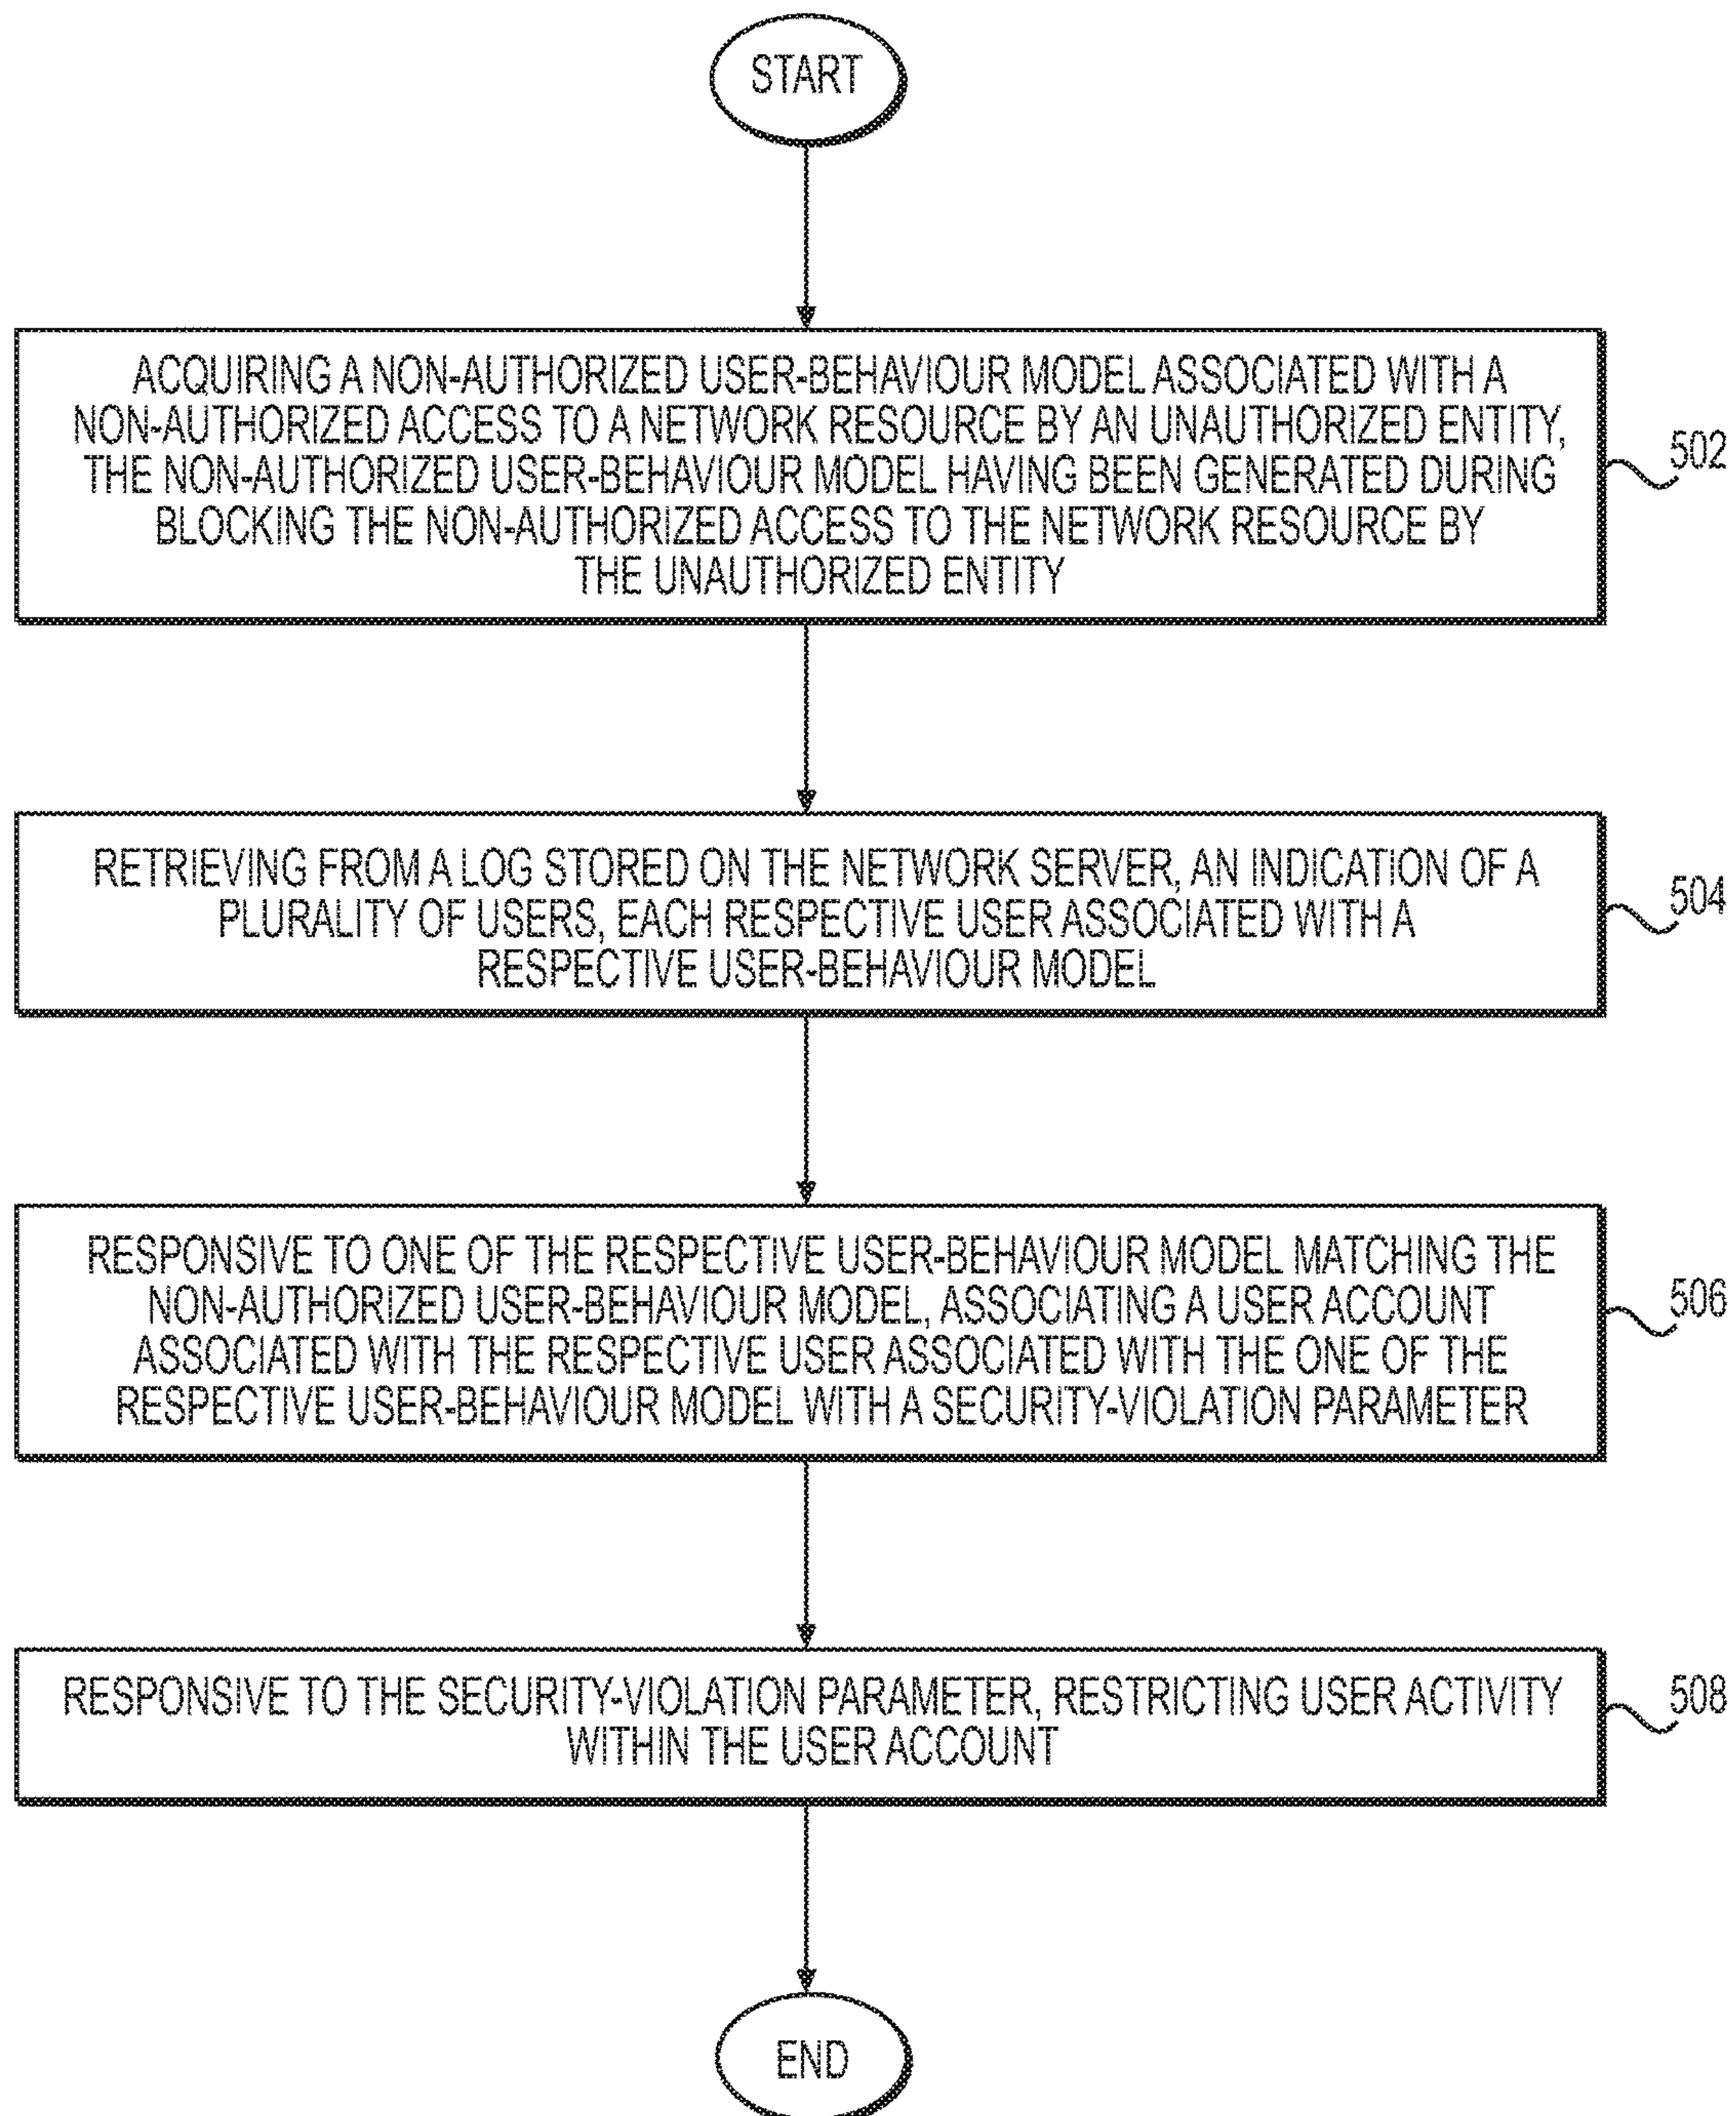 START
ACQUIRING A NON-AUTHORIZED USER-BEHAVIOUR MODEL ASSOCIATED WITH A
NON-AUTHORIZED ACCESS TO A NETWORK RESOURCE BY AN UNAUTHORIZED ENTITY,
THE NON-AUTHORIZED USER-BEHAVIOUR MODEL HAVING BEEN GENERATED DURING
BLOCKING THE NON-AUTHORIZED ACCESS TO THE NETWORK RESOURCE BY
THE UNAUTHORIZED ENTITY
502
RETRIEVING FROM A LOG STORED ON THE NETWORK SERVER, AN INDICATION OF A
PLURALITY OF USERS, EACH RESPECTIVE USER ASSOCIATED WITH A
RESPECTIVE USER-BEHAVIOUR MODEL
504
RESPONSIVE TO ONE OF THE RESPECTIVE USER-BEHAVIOUR MODEL MATCHING THE
NON-AUTHORIZED USER-BEHAVIOUR MODEL, ASSOCIATING A USER ACCOUNT
ASSOCIATED WITH THE RESPECTIVE USER ASSOCIATED WITH THE ONE OF THE
RESPECTIVE USER-BEHAVIOUR MODEL WITH A SECURITY-VIOLATION PARAMETER
506
RESPONSIVE TO THE SECURITY-VIOLATION PARAMETER, RESTRICTING USER ACTIVITY
WITHIN THE USER ACCOUNT
508
END